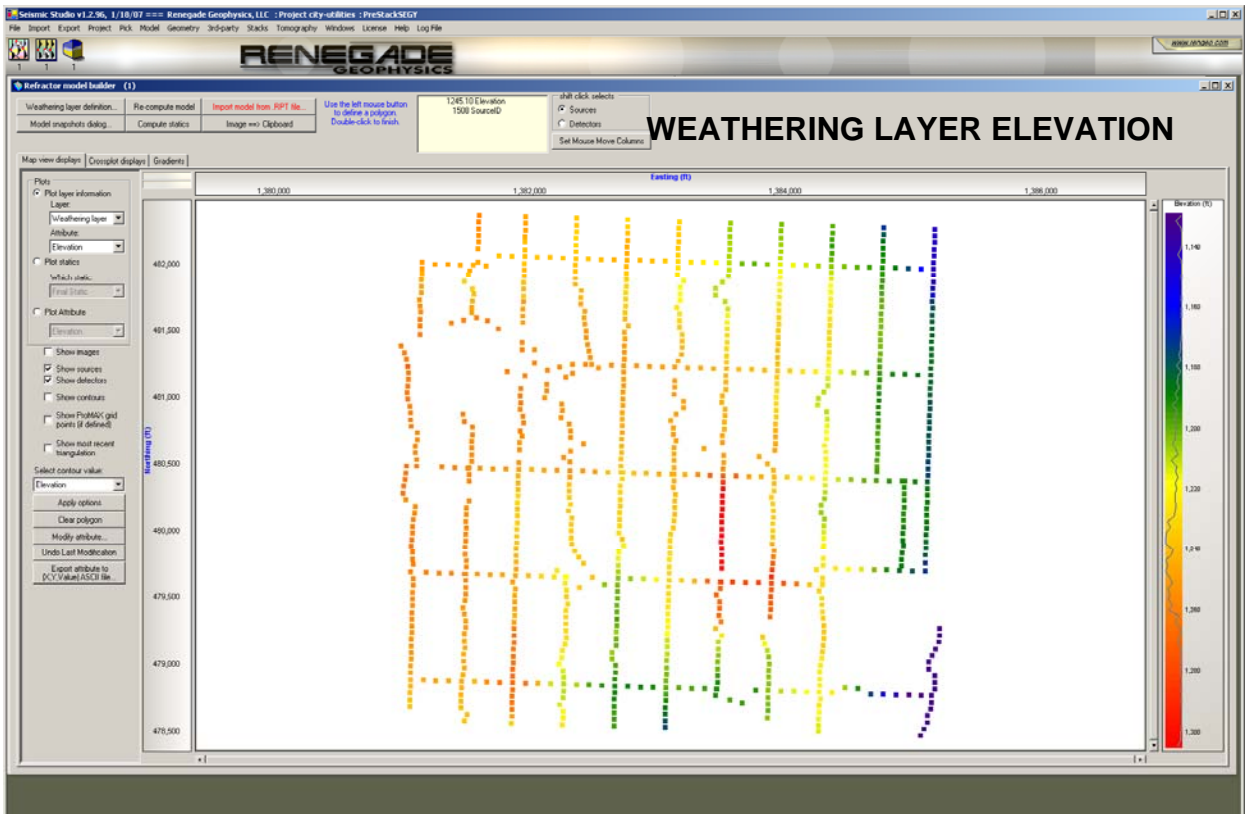 Seismic Studio v1.2.96, 1/18/07 === Renegade Geophysics, LLC : Project city-utilities : PreStackSEGY
File Import Export Project Pick Model Geometry 3rd-party Stacks Tomography Windows License Help Log File
1 1 1
RENEGADE
GEOPHYSICS
www.rengeo.com
Refractor model builder (1)
Weathering layer definition... Re-compute model Import model from .RPT file...
Model snapshots dialog... Compute statics Image ==> Clipboard
Use the left mouse button
to define a polygon.
Double-click to finish.
1245.10 Elevation
1508 SourceID
shift click selects
Sources
Detectors
Set Mouse Move Columns
WEATHERING LAYER ELEVATION
Map view displays Crossplot displays Gradients
Plots
Plot layer information
Layer:
Weathering layer
Attribute:
Elevation
Plot statics
Which static:
Final Static
Plot Attribute
Elevation
Show images
Show sources
Show detectors
Show contours
Show ProMAX grid
points (if defined)
Show most recent
triangulation
Select contour value:
Elevation
Apply options
Clear polygon
Modify attribute...
Undo Last Modification
Export attribute to
(X,Y,Value) ASCII file...
Easting (ft)
1,380,000 1,382,000 1,384,000 1,386,000
Northing (ft)
482,000
481,500
481,000
480,500
480,000
479,500
479,000
478,500
Elevation (ft)
1,140
1,160
1,180
1,200
1,220
1,240
1,260
1,280
1,300